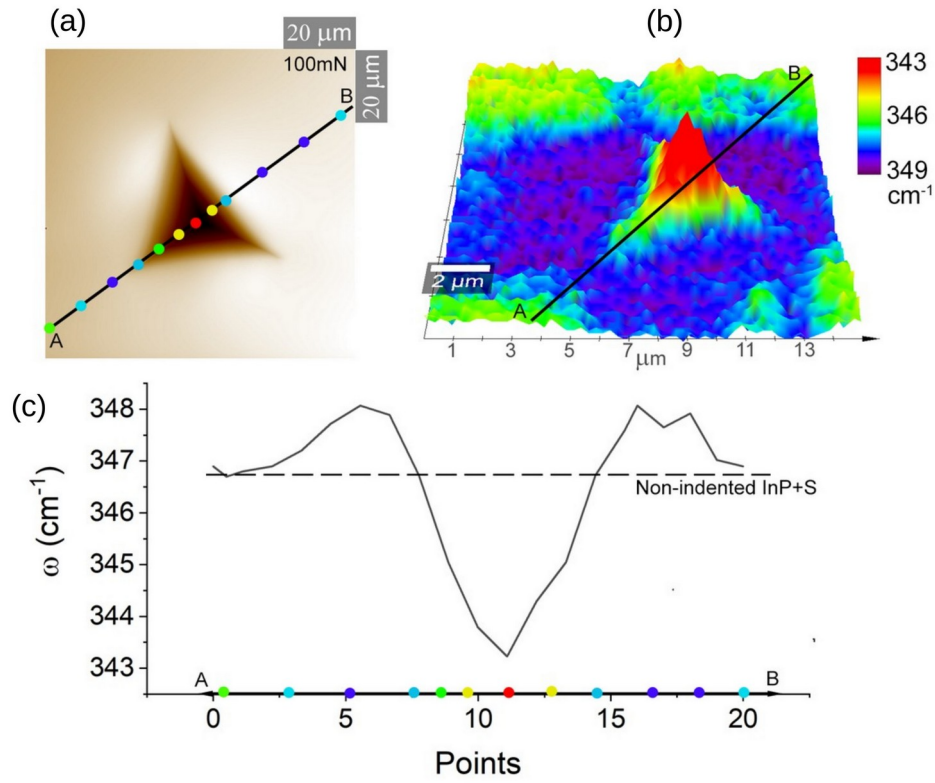 (a)
20 µm
100mN
20 µm
B
A
(b)
B
A
2 µm
1 3 5 7 9 11 13
µm
343
346
349
cm-1
(c)
348
347
346
345
344
343
ω (cm-1)
Non-indented InP+S
A
B
0 5 10 15 20
Points